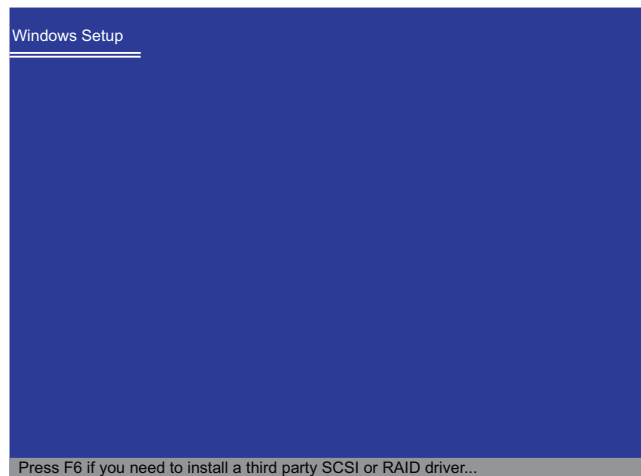 Windows Setup
Press F6 if you need to install a third party SCSI or RAID driver...